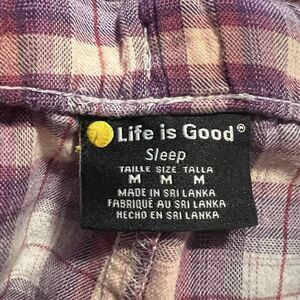 Life is Good®
Sleep
TAILLE SIZE TALLA
M M M
MADE IN SRI LANKA
FABRIQUÉ AU SRI LANKA
HECHO EN SRI LANKA